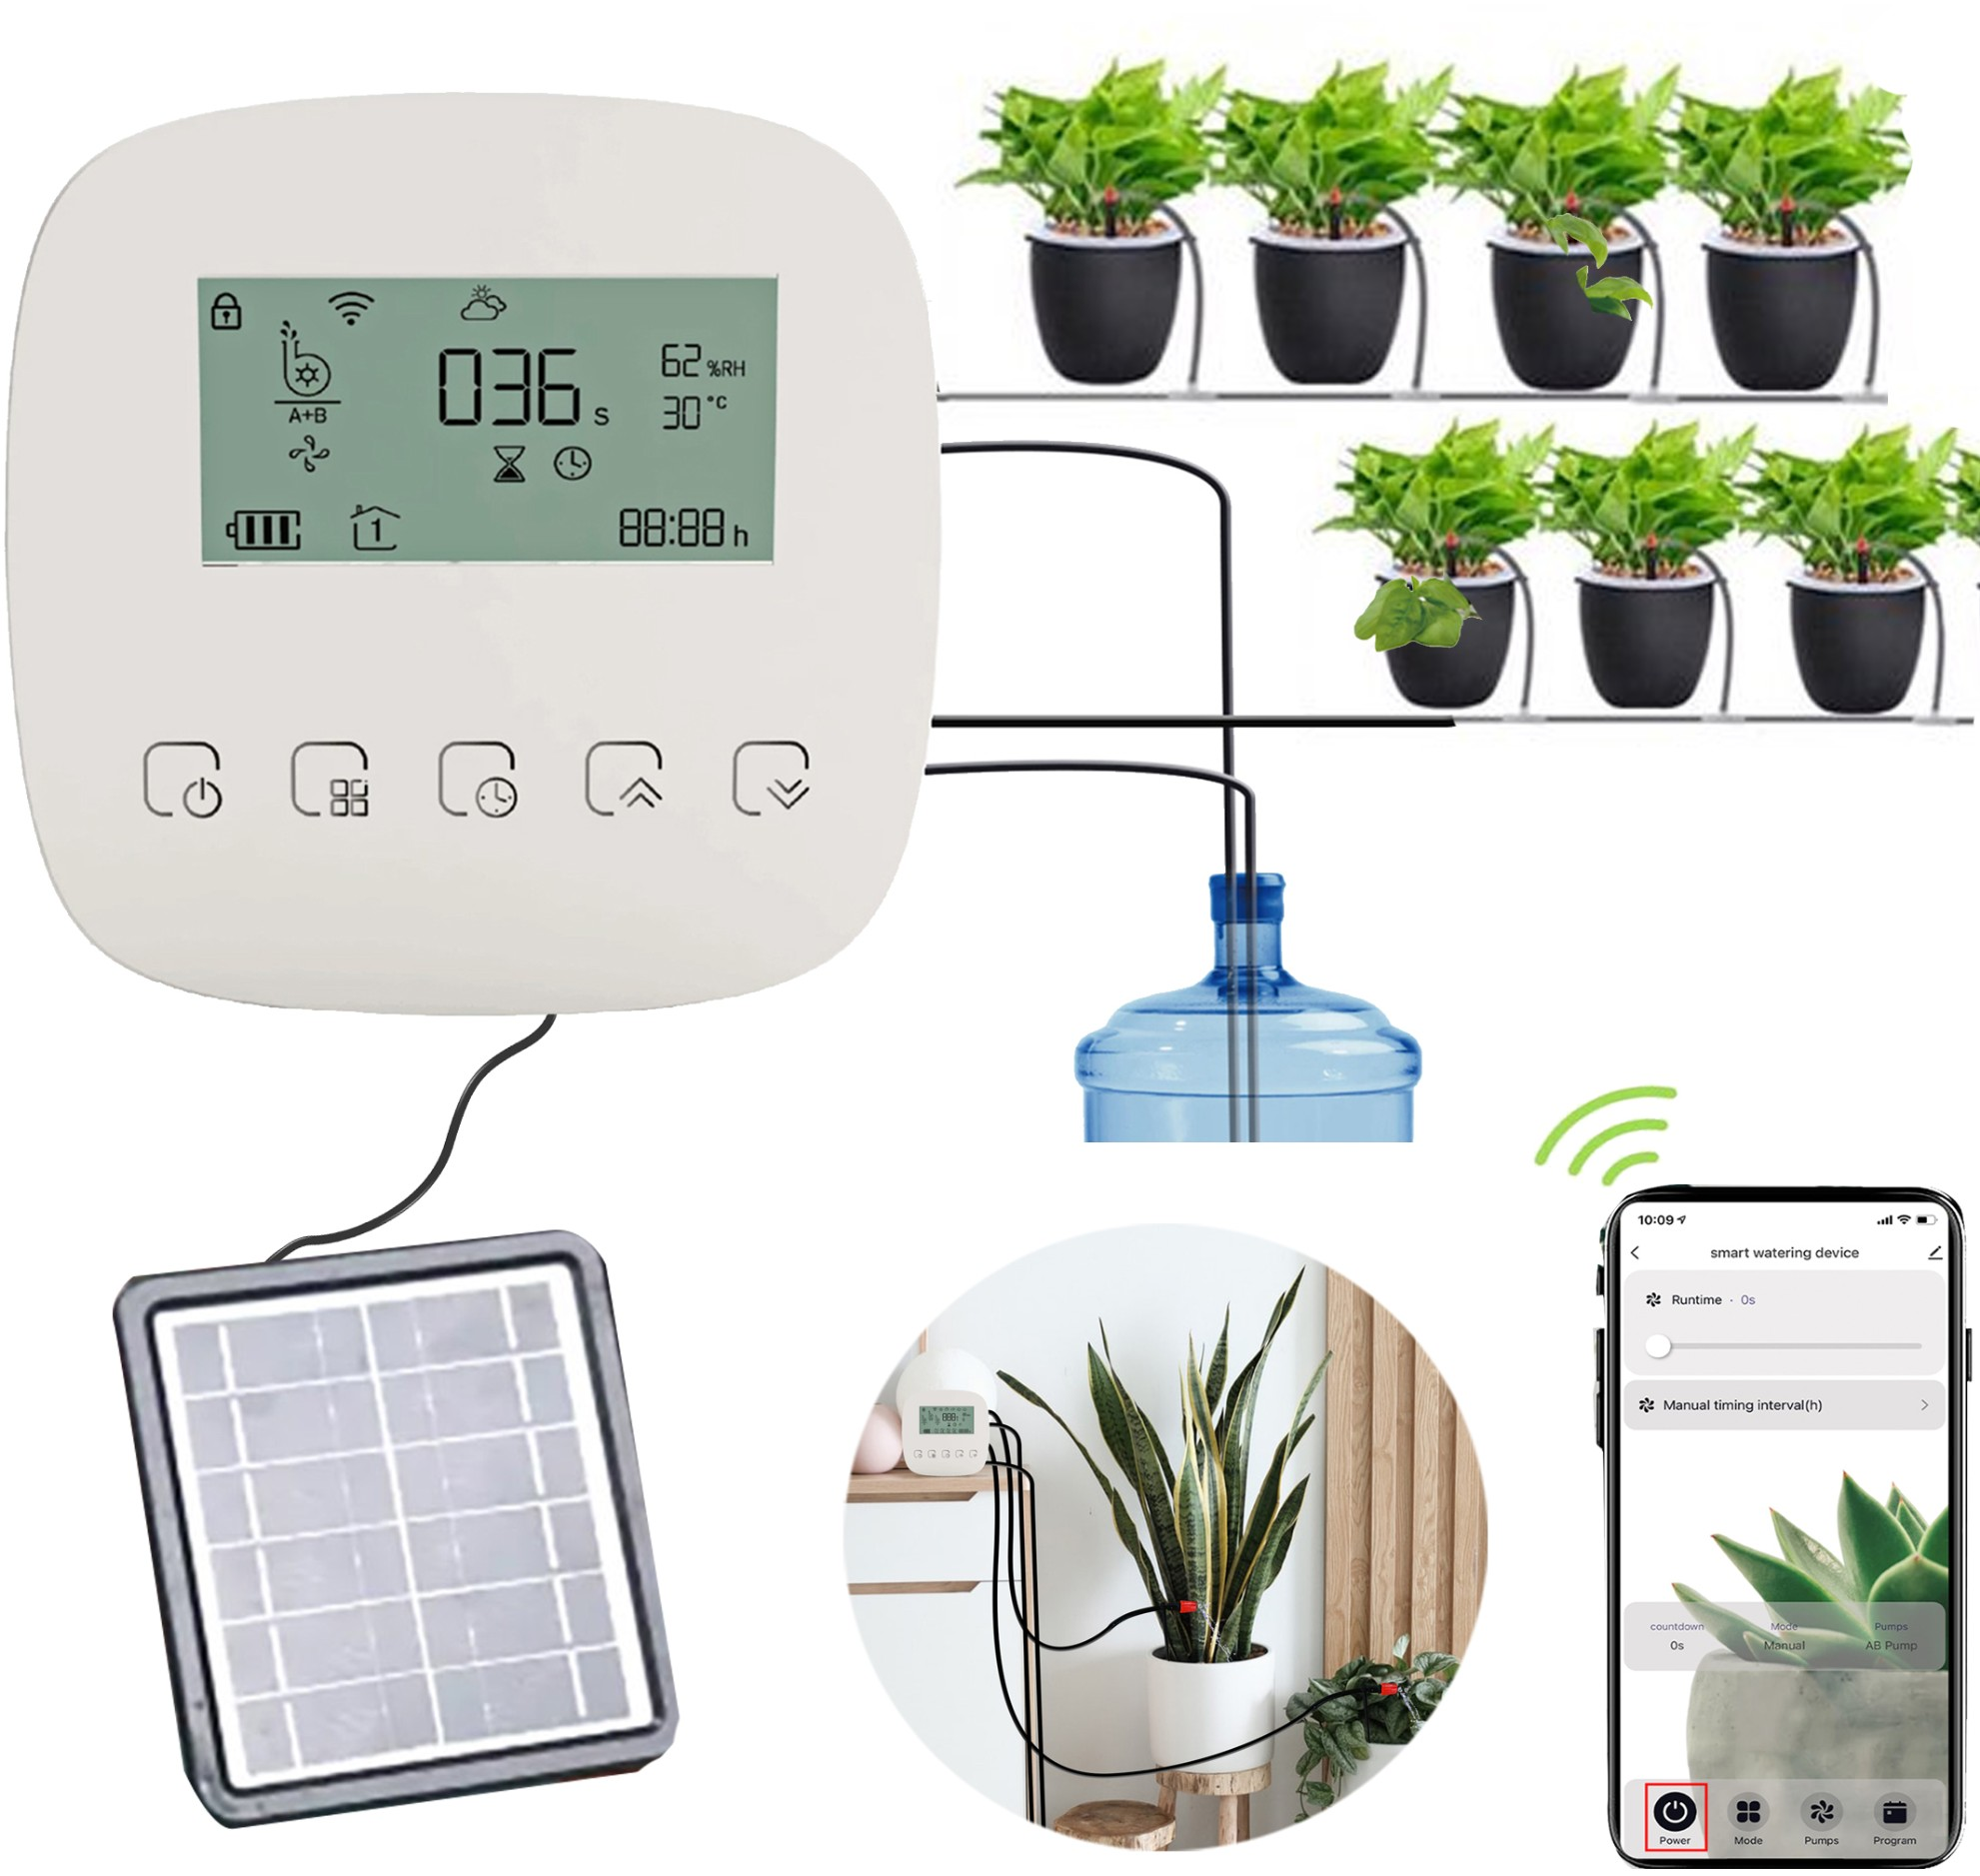 036 s
62 %RH
30 °C
A+B
1
88:88 h
10:09
smart watering device
Runtime · 0s
Manual timing interval(h)
countdown Mode Pumps
0s Manual AB Pump
Power Mode Pumps Program